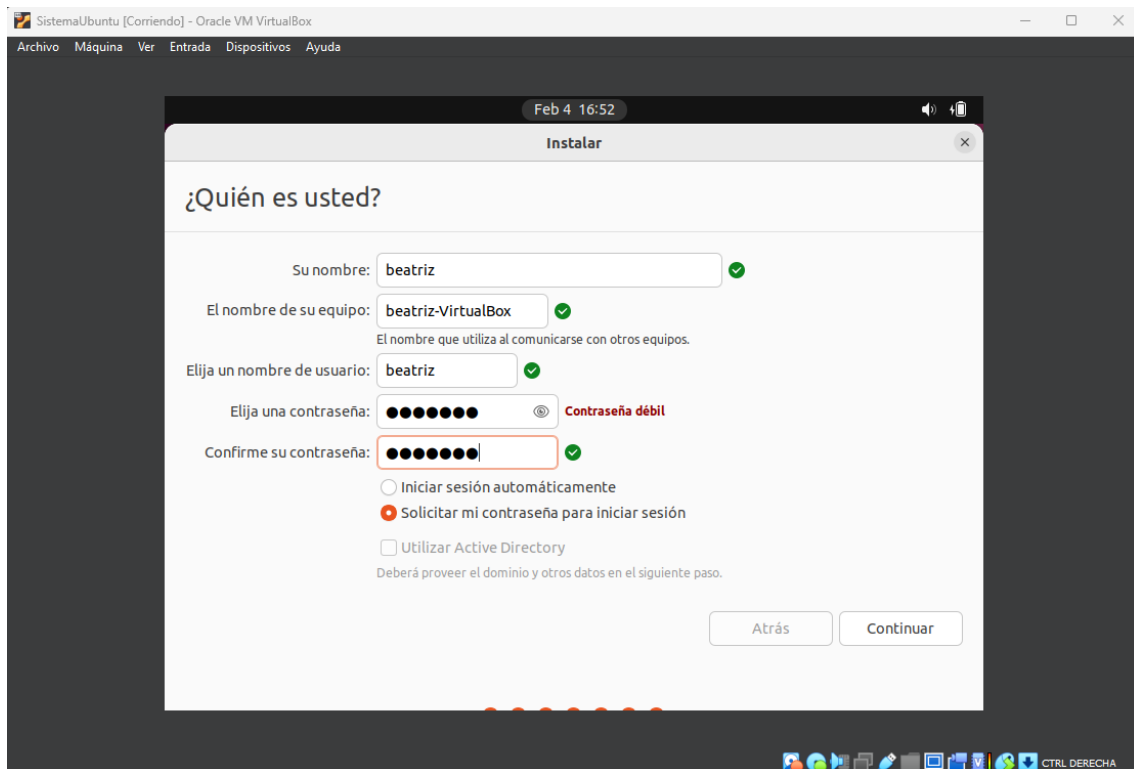 SistemaUbuntu [Corriendo] - Oracle VM VirtualBox
Archivo Máquina Ver Entrada Dispositivos Ayuda
Feb 4 16:52
Instalar
¿Quién es usted?
Su nombre: beatriz
El nombre de su equipo: beatriz-VirtualBox
El nombre que utiliza al comunicarse con otros equipos.
Elija un nombre de usuario: beatriz
Elija una contraseña: ●●●●●●● Contraseña débil
Confirme su contraseña: ●●●●●●●
Iniciar sesión automáticamente
Solicitar mi contraseña para iniciar sesión
Utilizar Active Directory
Deberá proveer el dominio y otros datos en el siguiente paso.
Atrás Continuar
CTRL DERECHA